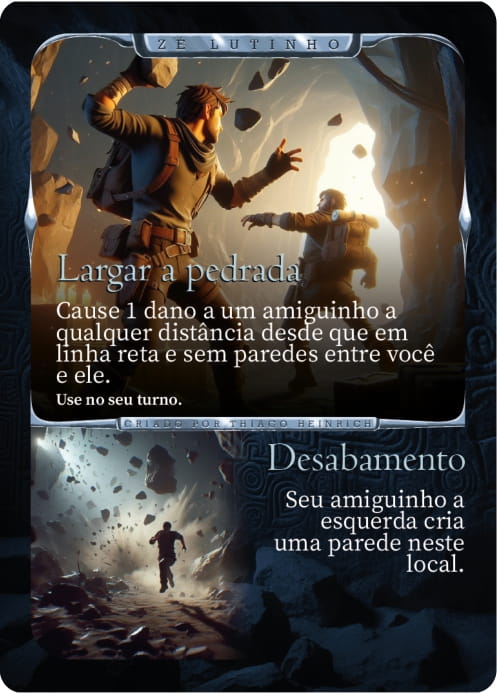 ZÉ LUTINHO
Largar a pedrada
Cause 1 dano a um amiguinho a
qualquer distância desde que em
linha reta e sem paredes entre você
e ele.
Use no seu turno.
CRIADO POR THIAGO HEINRICH
Desabamento
Seu amiguinho a
esquerda cria
uma parede neste
local.